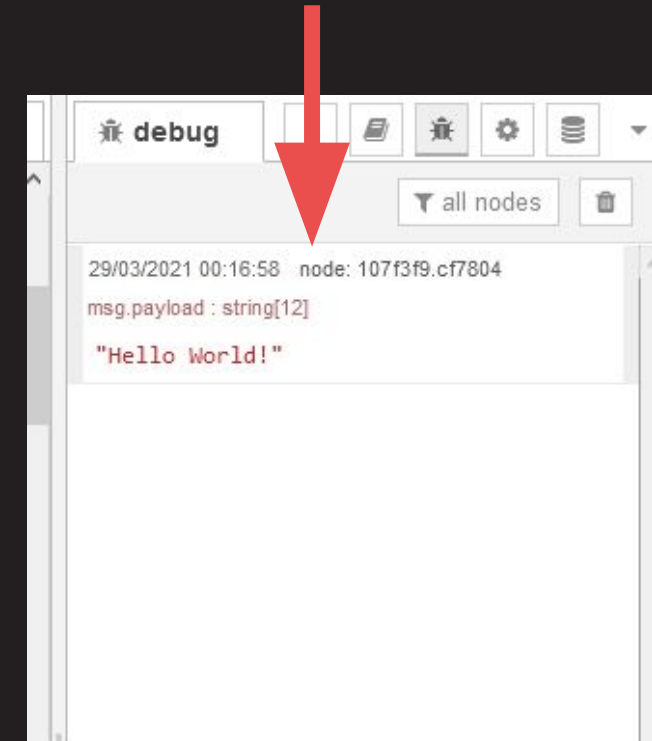 debug
all nodes
29/03/2021 00:16:58 node: 107f3f9.cf7804
msg.payload : string[12]
"Hello World!"